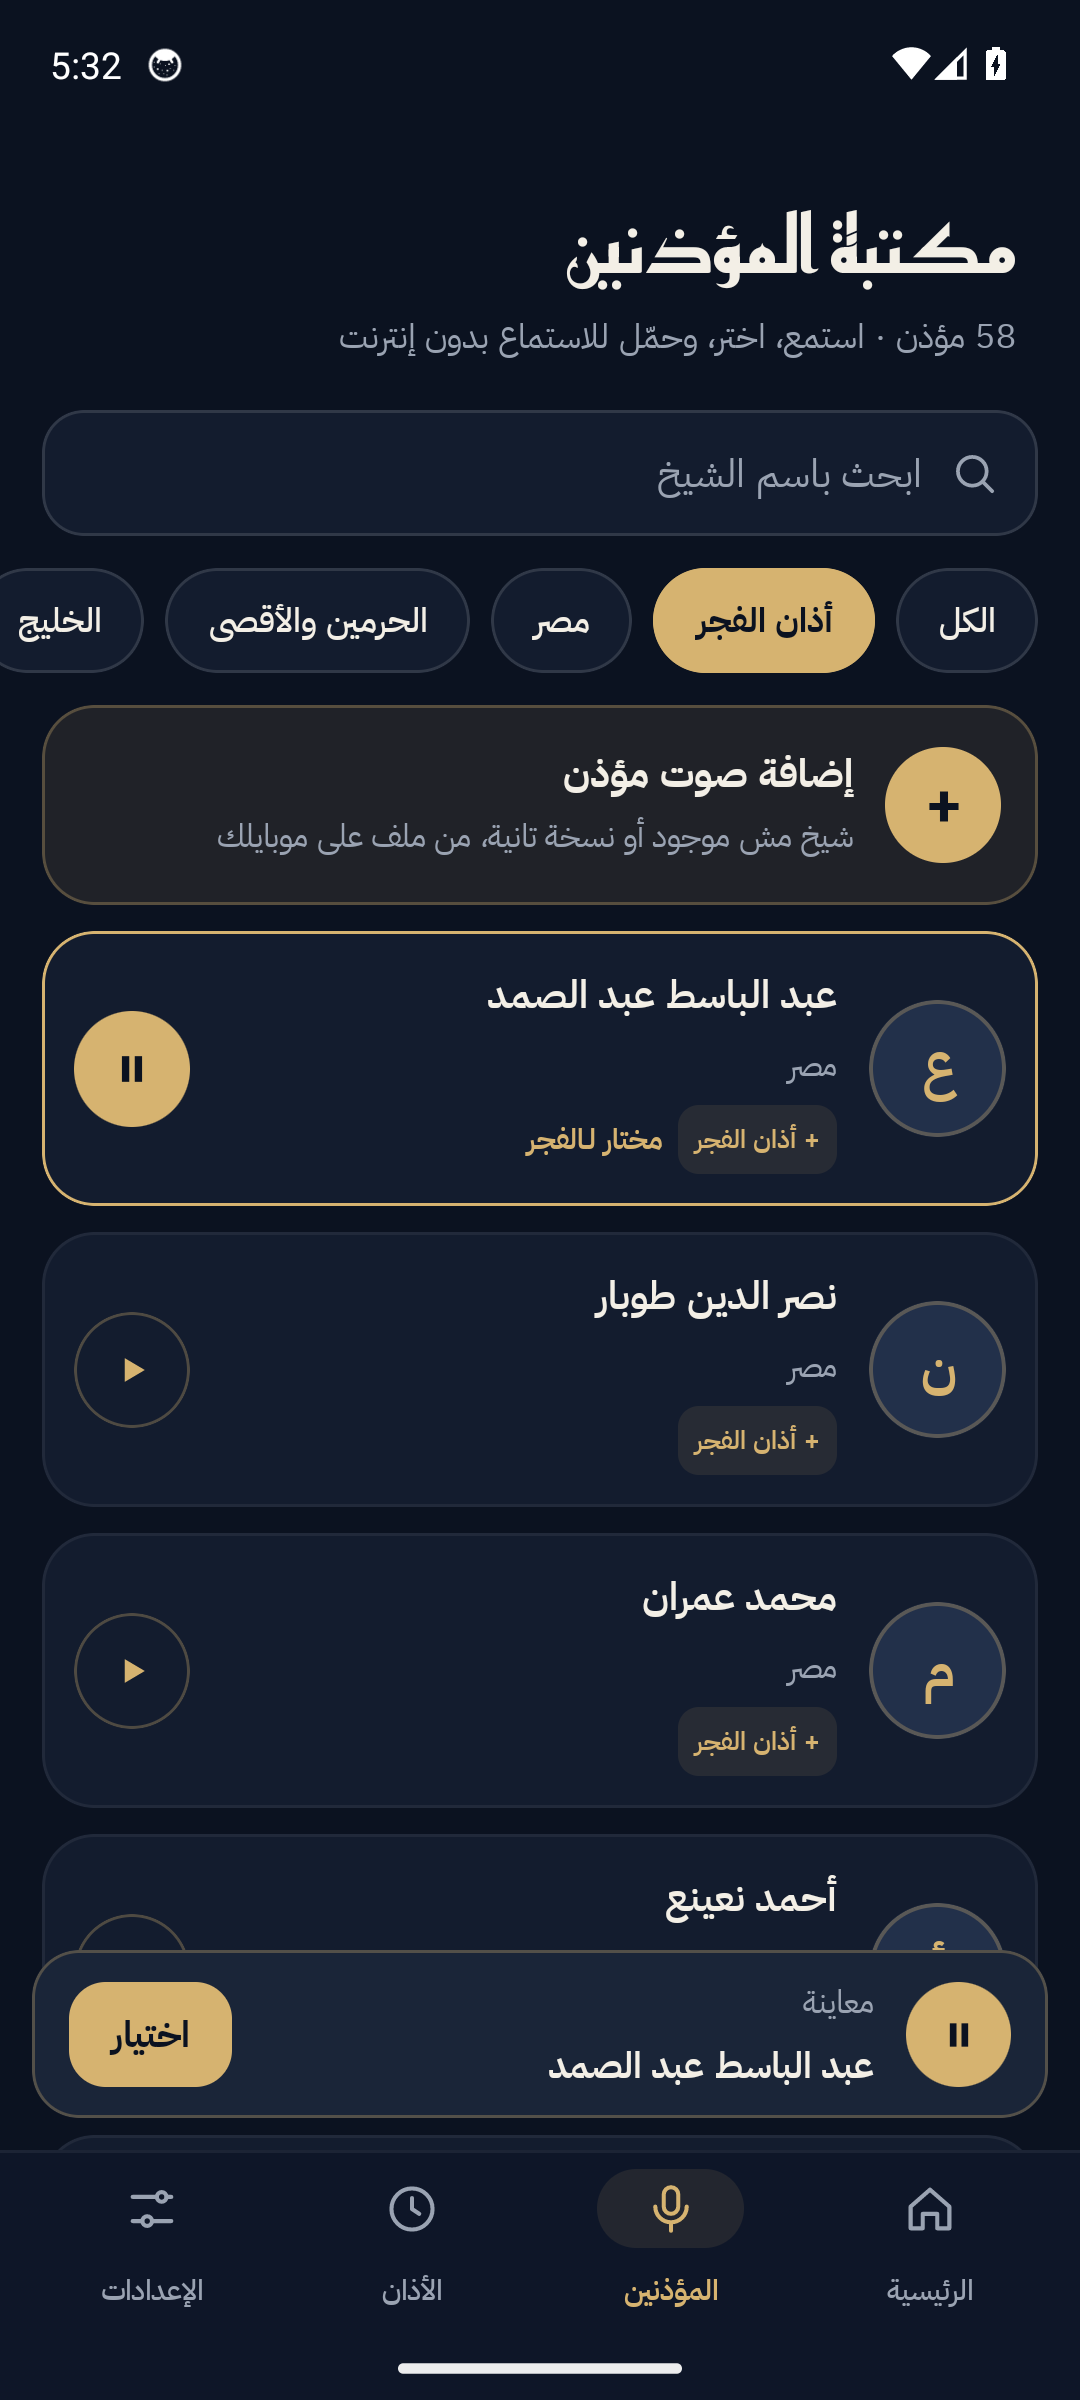 5:32
مكتبة المؤذنين
58 مؤذن · استمع، اختر، وحمّل للاستماع بدون إنترنت
ابحث باسم الشيخ
الكل
أذان الفجر
مصر
الحرمين والأقصى
الخليج
إضافة صوت مؤذن
شيخ مش موجود أو نسخة تانية، من ملف على موبايلك
عبد الباسط عبد الصمد
ع
مصر
+ أذان الفجر
مختار لـالفجر
نصر الدين طوبار
ن
مصر
+ أذان الفجر
محمد عمران
م
مصر
+ أذان الفجر
أحمد نعينع
معاينة
عبد الباسط عبد الصمد
اختيار
الرئيسية
المؤذنين
الأذان
الإعدادات